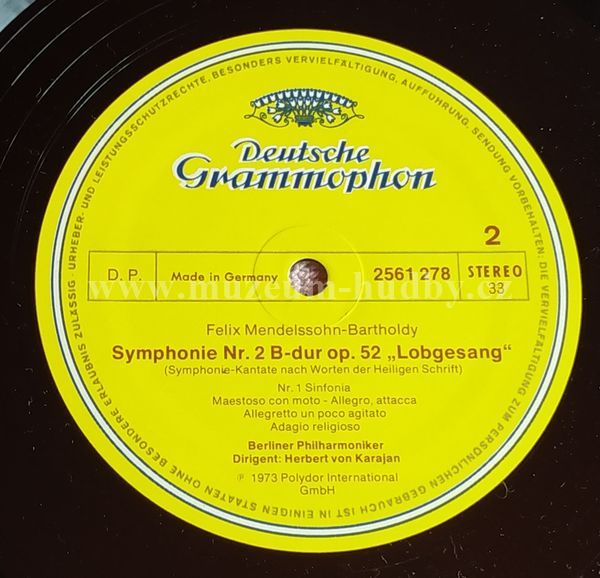 URHEBER- UND LEISTUNGSSCHUTZRECHTE, BESONDERS VERVIELFÄLTIGUNG, AUFFÜHRUNG, SENDUNG VORBEHALTEN; DIE VERVIELFÄLTIGUNG ZUM PERSÖNLICHEN GEBRAUCH IST IN EINIGEN STAATEN OHNE BESONDERE ERLAUBNIS ZULÄSSIG ·
Deutsche
Grammophon
2
D. P.
Made in Germany
2561 278
STEREO
33
www.muzeum-hudby.cz
Felix Mendelssohn-Bartholdy
Symphonie Nr. 2 B-dur op. 52 „Lobgesang“
(Symphonie-Kantate nach Worten der Heiligen Schrift)
Nr. 1 Sinfonia
Maestoso con moto - Allegro, attacca
Allegretto un poco agitato
Adagio religioso
Berliner Philharmoniker
Dirigent: Herbert von Karajan
℗ 1973 Polydor International
GmbH